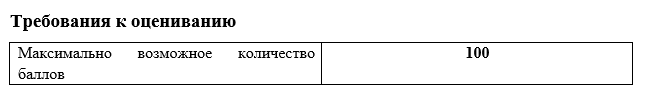 Требования к оцениванию
Максимально возможное количество 100
баллов